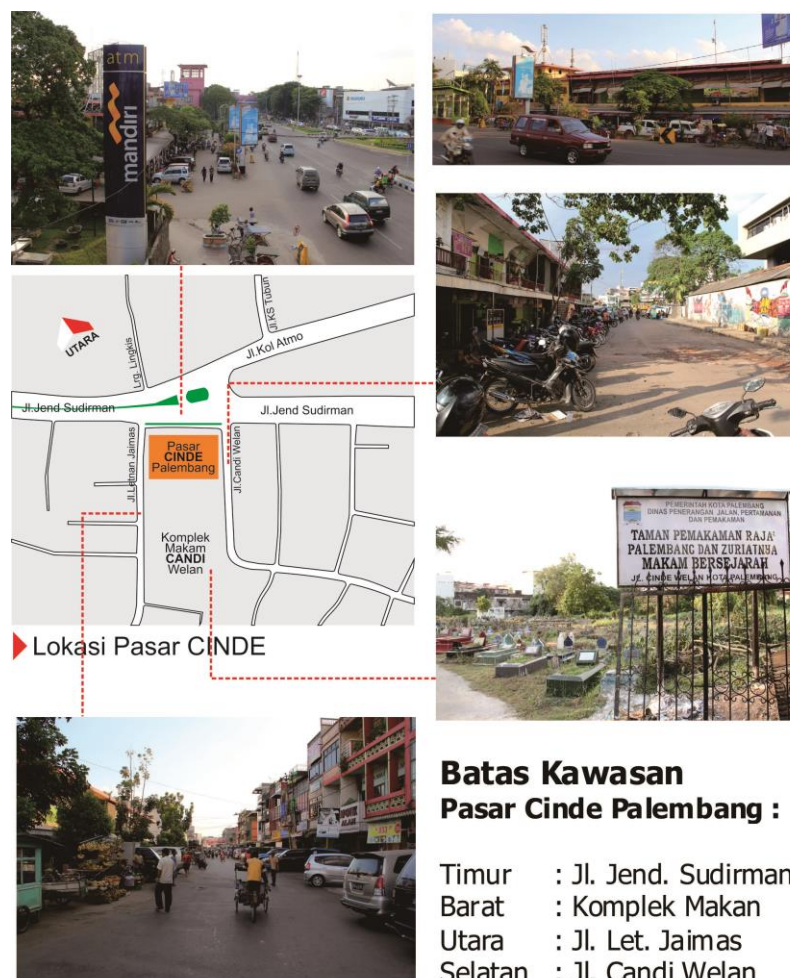 atm
mandiri
UTARA
Lrg. Lingkis
Jl.KS Tubun
Jl.Kol Atmo
Jl.Jend Sudirman
Jl.Jend Sudirman
Jl.Letnan Jaimas
Pasar
CINDE
Palembang
Jl.Candi Welan
Komplek
Makam
CANDI
Welan
Lokasi Pasar CINDE
PEMERINTAH KOTA PALEMBANG
DINAS PENERANGAN JALAN, PERTAMANAN
DAN PEMAKAMAN
TAMAN PEMAKAMAN RAJA²
PALEMBANG DAN ZURIATNYA
MAKAM BERSEJARAH
JL. CINDE WELAN KOTA PALEMBANG
Batas Kawasan
Pasar Cinde Palembang :
Timur : Jl. Jend. Sudirman
Barat : Komplek Makan
Utara : Jl. Let. Jaimas
Selatan : Jl. Candi Welan